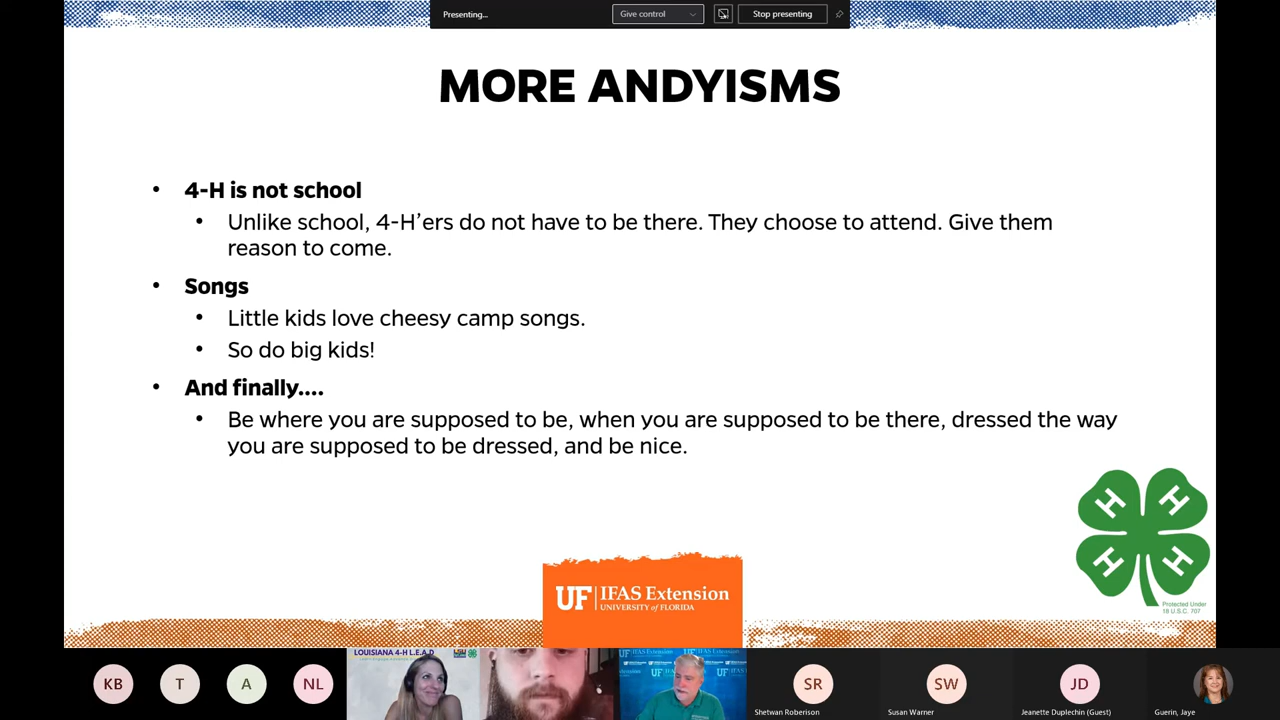 Presenting...
Give control
Stop presenting
MORE ANDYISMS
• 4-H is not school
• Unlike school, 4-H’ers do not have to be there. They choose to attend. Give them
reason to come.
• Songs
• Little kids love cheesy camp songs.
• So do big kids!
• And finally....
• Be where you are supposed to be, when you are supposed to be there, dressed the way
you are supposed to be dressed, and be nice.
H H
H H
Protected Under
18 U.S.C. 707
UF IFAS Extension
UNIVERSITY of FLORIDA
LOUISIANA 4-H L.E.A.D
KB
T
A
NL
SR
SW
JD
Shetwan Roberison
Susan Warner
Jeanette Duplechin (Guest)
Guerin, Jaye